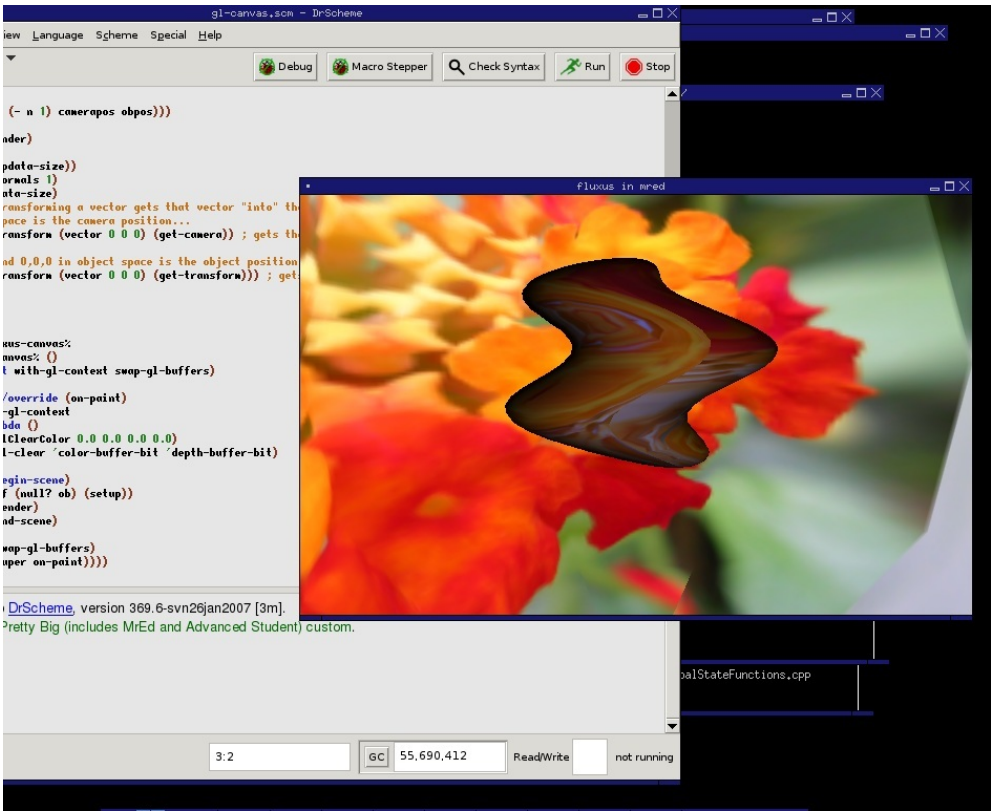 gl-canvas.scm - DrScheme
iew Language Scheme Special Help
Debug Macro Stepper Check Syntax Run Stop
(- n 1) camerapos obpos)))
nder)
pdata-size))
ormals 1)
ata-size)
ransforming a vector gets that vector "into" th
pace is the camera position...
ransform (vector 0 0 0) (get-camera)) ; gets th
nd 0,0,0 in object space is the object position
ransform (vector 0 0 0) (get-transform))) ; get
xus-canvas%
anvas% ()
t with-gl-context swap-gl-buffers)
/override (on-paint)
-gl-context
bda ()
lClearColor 0.0 0.0 0.0 0.0)
l-clear 'color-buffer-bit 'depth-buffer-bit)
egin-scene)
f (null? ob) (setup))
ender)
nd-scene)
wap-gl-buffers)
uper on-paint))))
fluxus in mred
DrScheme, version 369.6-svn26jan2007 [3m].
Pretty Big (includes MrEd and Advanced Student) custom.
balStateFunctions.cpp
3:2 GC 55,690,412 Read/Write not running